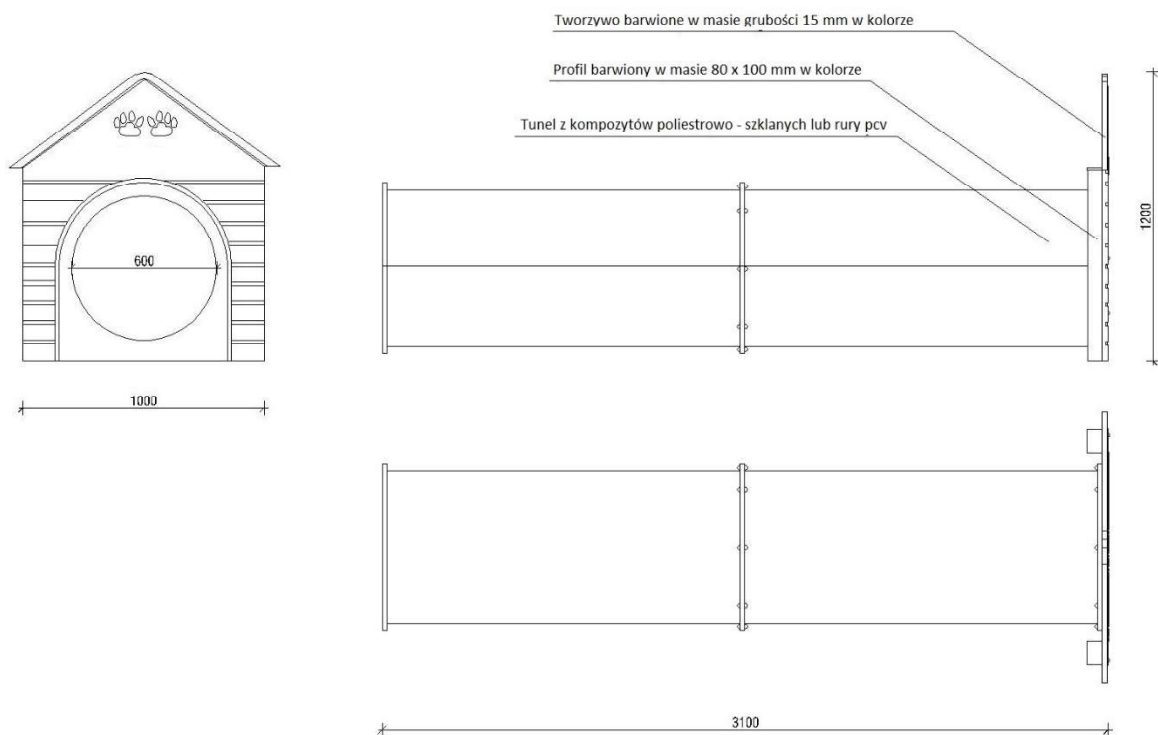 Tworzywo barwione w masie grubości 15 mm w kolorze
Profil barwiony w masie 80 x 100 mm w kolorze
Tunel z kompozytów poliestrowo - szklanych lub rury pcv
600
1200
1000
3100